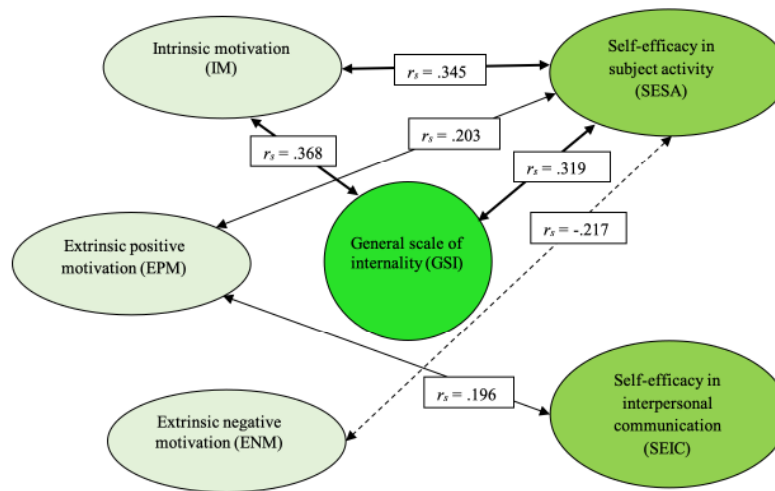 Intrinsic motivation
(IM)
rs = .345
Self-efficacy in
subject activity
(SESA)
rs = .203
rs = .368
rs = .319
Extrinsic positive
motivation (EPM)
General scale of
internality (GSI)
rs = -.217
rs = .196
Extrinsic negative
motivation (ENM)
Self-efficacy in
interpersonal
communication
(SEIC)